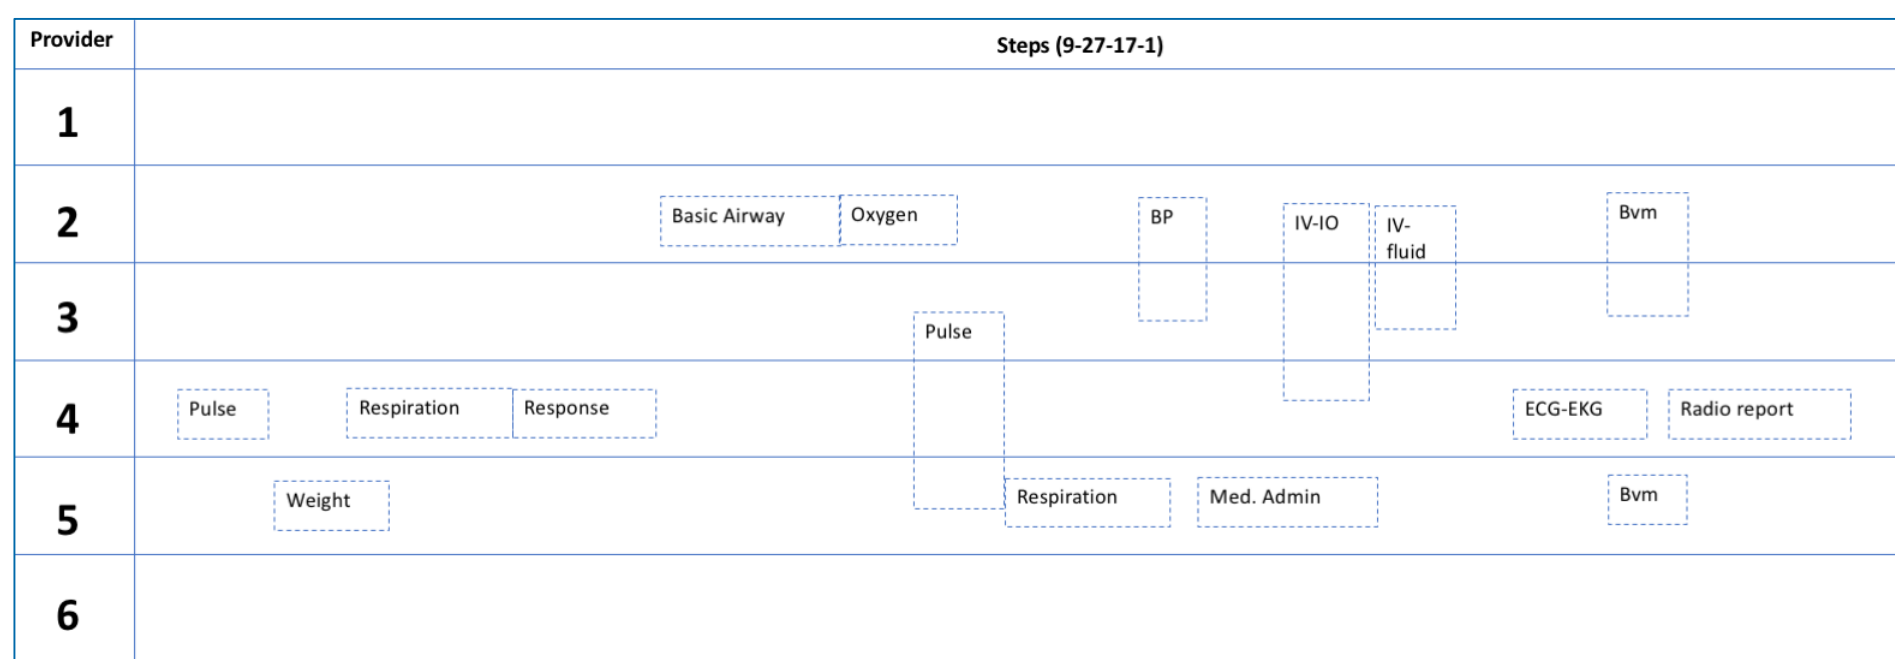 Provider
Steps (9-27-17-1)
1
2
Basic Airway
Oxygen
BP
IV-IO
IV-
fluid
Bvm
3
Pulse
4
Pulse
Respiration
Response
ECG-EKG
Radio report
5
Weight
Respiration
Med. Admin
Bvm
6